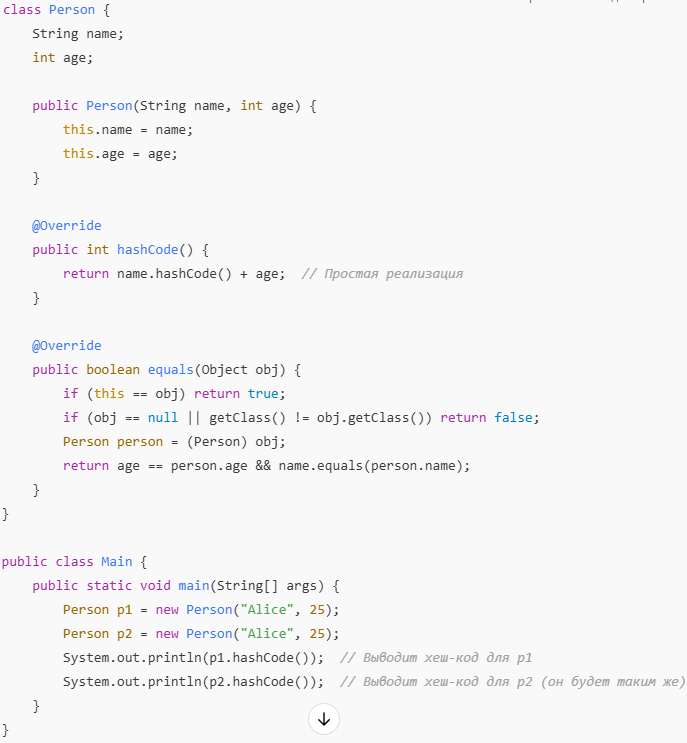 class Person {
    String name;
    int age;

    public Person(String name, int age) {
        this.name = name;
        this.age = age;
    }

    @Override
    public int hashCode() {
        return name.hashCode() + age;  // Простая реализация
    }

    @Override
    public boolean equals(Object obj) {
        if (this == obj) return true;
        if (obj == null || getClass() != obj.getClass()) return false;
        Person person = (Person) obj;
        return age == person.age && name.equals(person.name);
    }
}

public class Main {
    public static void main(String[] args) {
        Person p1 = new Person("Alice", 25);
        Person p2 = new Person("Alice", 25);
        System.out.println(p1.hashCode());  // Выводит хеш-код для p1
        System.out.println(p2.hashCode());  // Выводит хеш-код для p2 (он будет таким же)
    }
}